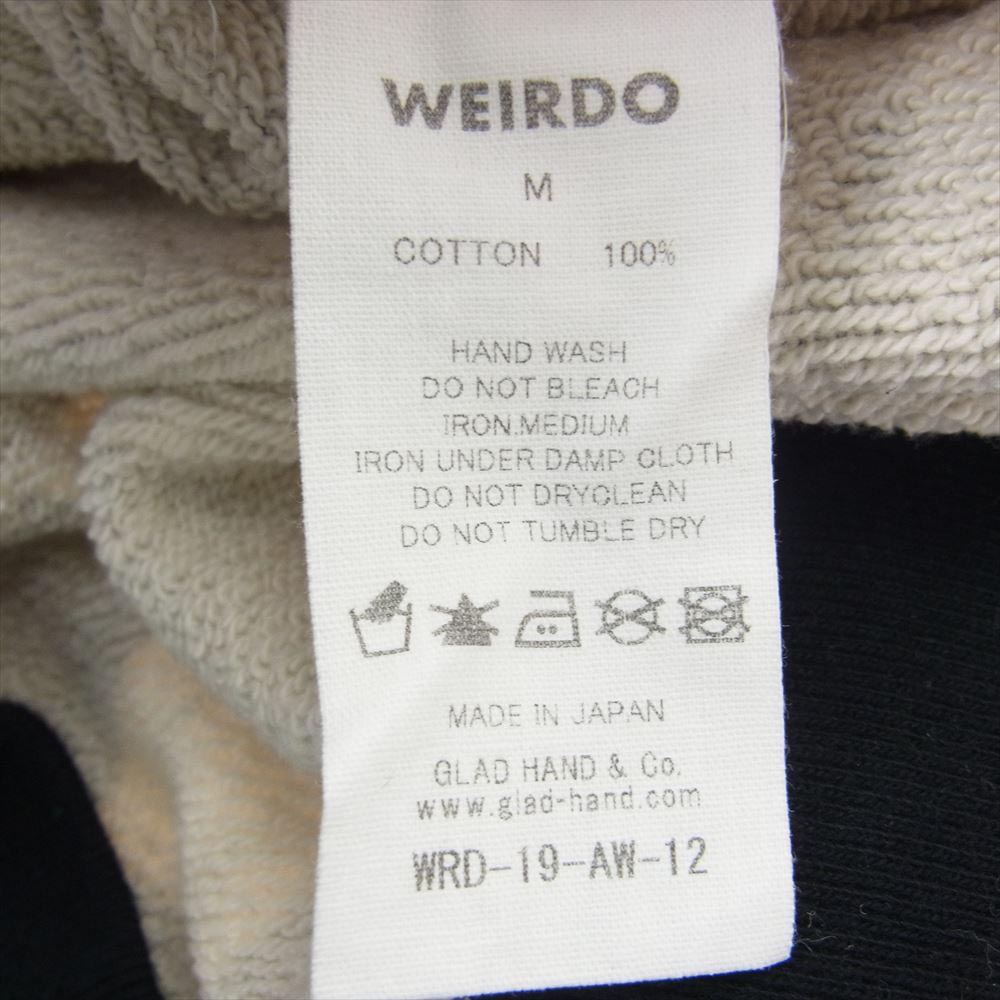 WEIRDO
M
COTTON 100%
HAND WASH
DO NOT BLEACH
IRON.MEDIUM
IRON UNDER DAMP CLOTH
DO NOT DRYCLEAN
DO NOT TUMBLE DRY
MADE IN JAPAN
GLAD HAND & Co.
www.glad-hand.com
WRD-19-AW-12